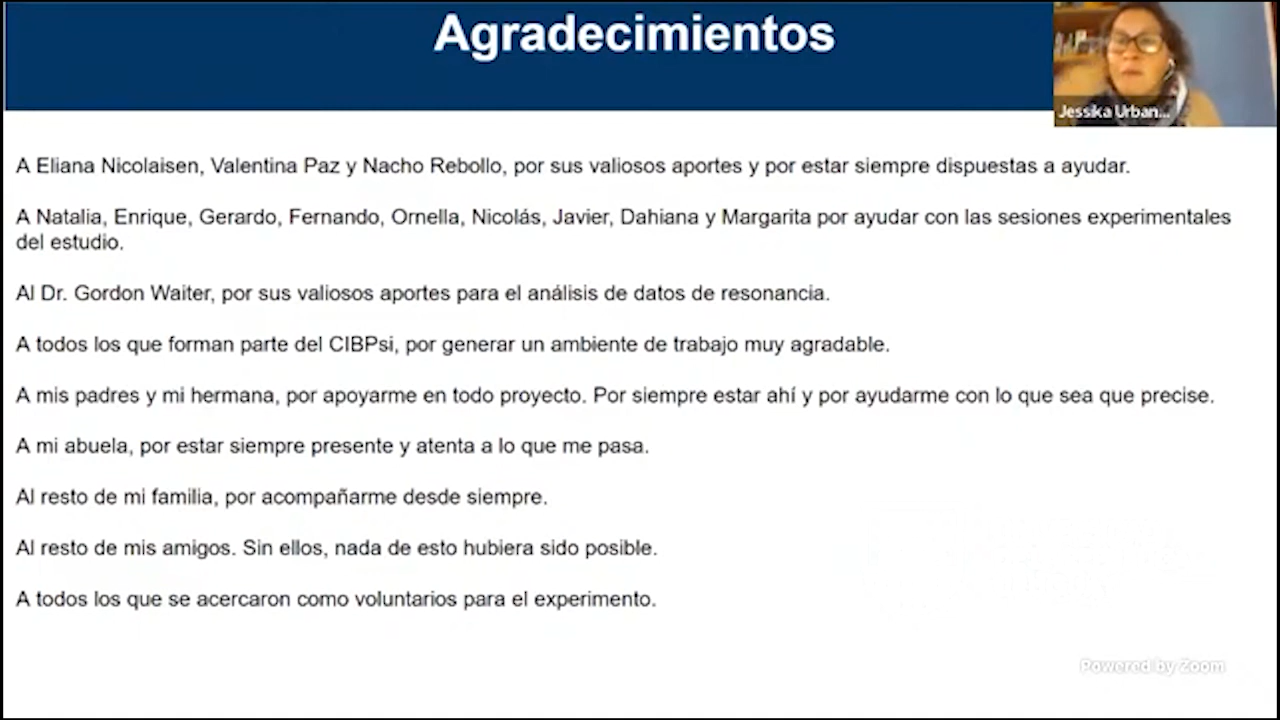 Agradecimientos
Jessika Urban...
A Eliana Nicolaisen, Valentina Paz y Nacho Rebollo, por sus valiosos aportes y por estar siempre dispuestas a ayudar.
A Natalia, Enrique, Gerardo, Fernando, Ornella, Nicolás, Javier, Dahiana y Margarita por ayudar con las sesiones experimentales
del estudio.
Al Dr. Gordon Waiter, por sus valiosos aportes para el análisis de datos de resonancia.
A todos los que forman parte del CIBPsi, por generar un ambiente de trabajo muy agradable.
A mis padres y mi hermana, por apoyarme en todo proyecto. Por siempre estar ahí y por ayudarme con lo que sea que precise.
A mi abuela, por estar siempre presente y atenta a lo que me pasa.
Al resto de mi familia, por acompañarme desde siempre.
Al resto de mis amigos. Sin ellos, nada de esto hubiera sido posible.
A todos los que se acercaron como voluntarios para el experimento.
Powered by Zoom